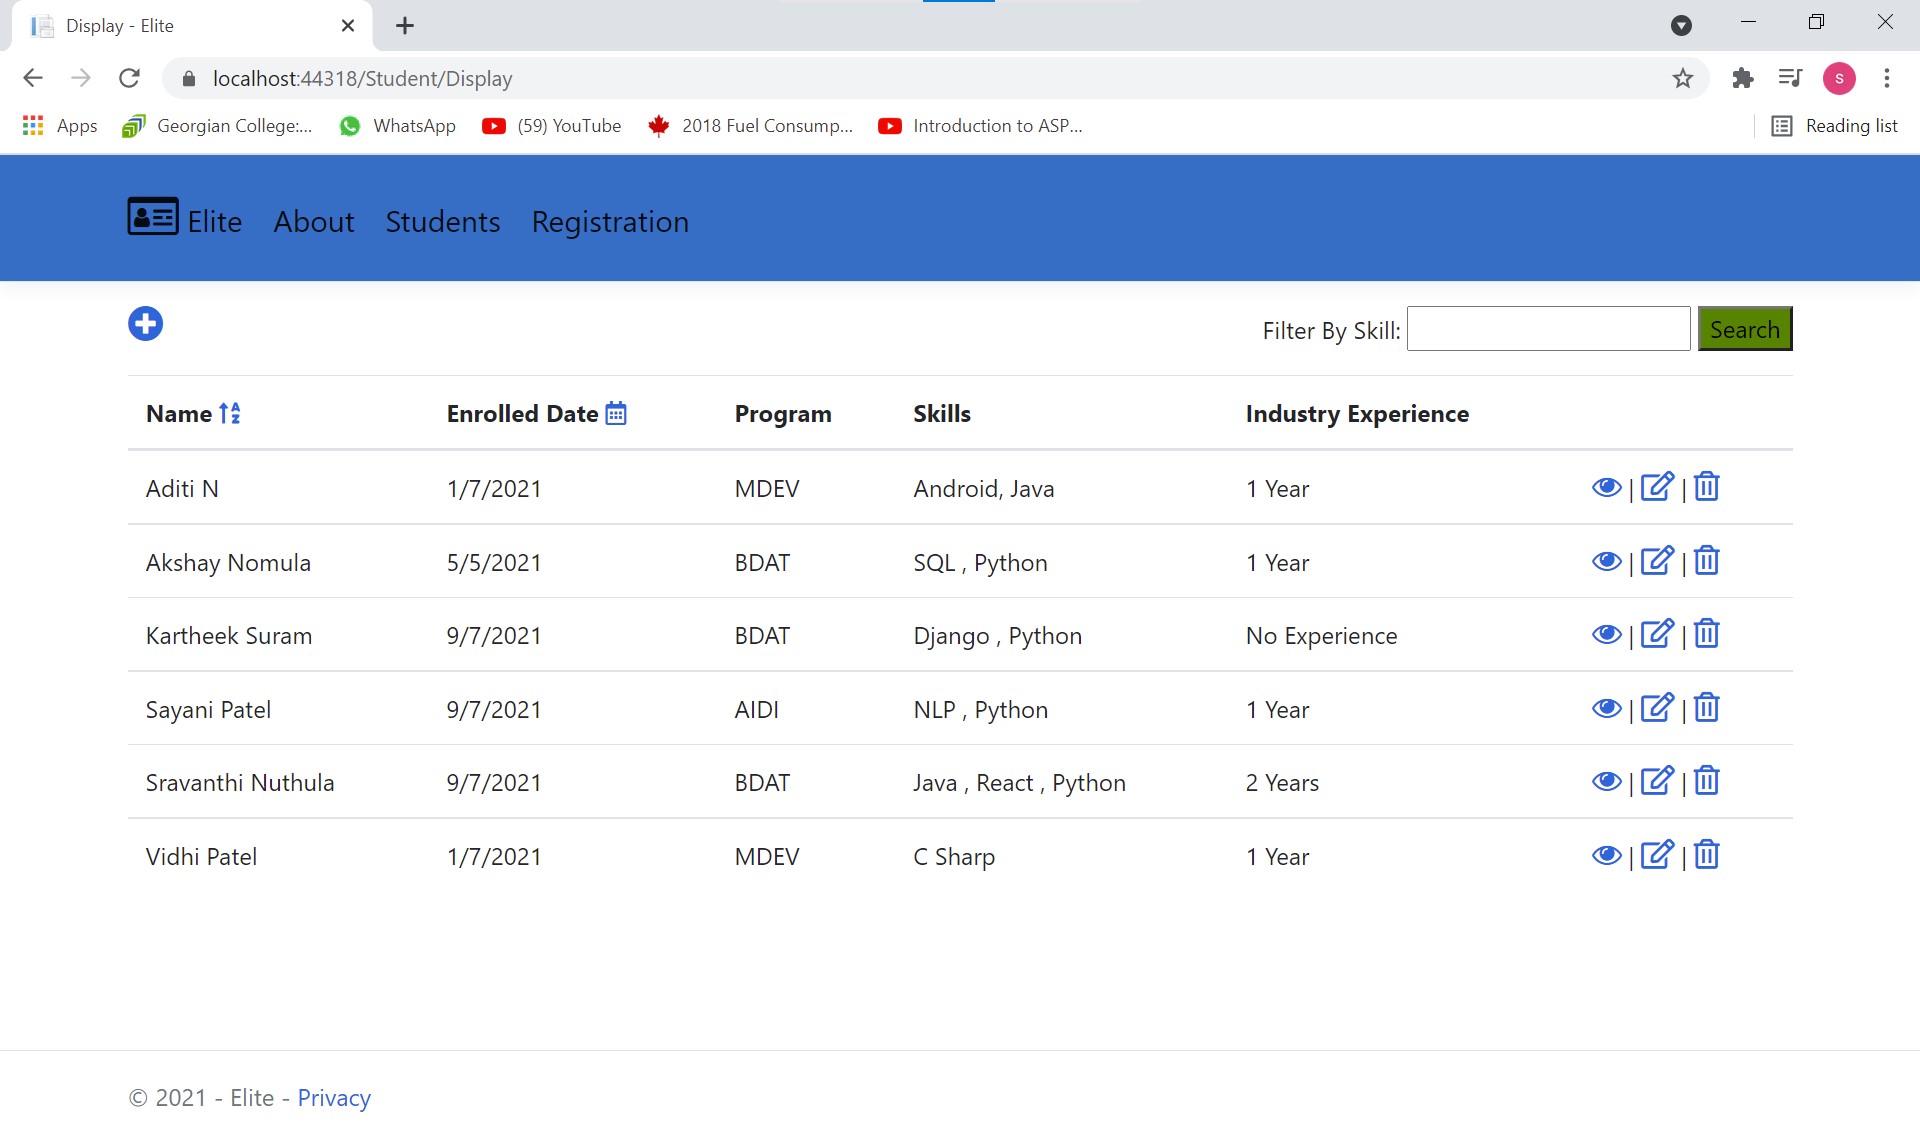 Display - Elite
localhost:44318/Student/Display
S
Apps Georgian College:... WhatsApp (59) YouTube 2018 Fuel Consump... Introduction to ASP... Reading list
Elite About Students Registration
Filter By Skill: Search
Name Enrolled Date Program Skills Industry Experience
Aditi N 1/7/2021 MDEV Android, Java 1 Year | |
Akshay Nomula 5/5/2021 BDAT SQL , Python 1 Year | |
Kartheek Suram 9/7/2021 BDAT Django , Python No Experience | |
Sayani Patel 9/7/2021 AIDI NLP , Python 1 Year | |
Sravanthi Nuthula 9/7/2021 BDAT Java , React , Python 2 Years | |
Vidhi Patel 1/7/2021 MDEV C Sharp 1 Year | |
© 2021 - Elite - Privacy